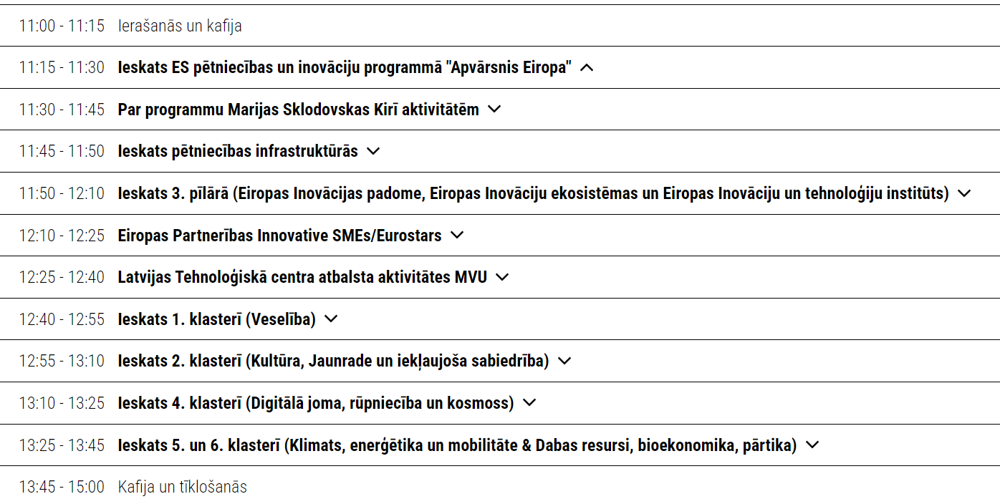 11:00 - 11:15 Ierašanās un kafija
11:15 - 11:30 Ieskats ES pētniecības un inovāciju programmā "Apvārsnis Eiropa"
11:30 - 11:45 Par programmu Marijas Sklodovskas Kirī aktivitātēm
11:45 - 11:50 Ieskats pētniecības infrastruktūrās
11:50 - 12:10 Ieskats 3. pīlārā (Eiropas Inovācijas padome, Eiropas Inovāciju ekosistēmas un Eiropas Inovāciju un tehnoloģiju institūts)
12:10 - 12:25 Eiropas Partnerības Innovative SMEs/Eurostars
12:25 - 12:40 Latvijas Tehnoloģiskā centra atbalsta aktivitātes MVU
12:40 - 12:55 Ieskats 1. klasterī (Veselība)
12:55 - 13:10 Ieskats 2. klasterī (Kultūra, Jaunrade un iekļaujoša sabiedrība)
13:10 - 13:25 Ieskats 4. klasterī (Digitālā joma, rūpniecība un kosmoss)
13:25 - 13:45 Ieskats 5. un 6. klasterī (Klimats, enerģētika un mobilitāte & Dabas resursi, bioekonomika, pārtika)
13:45 - 15:00 Kafija un tīklošanās